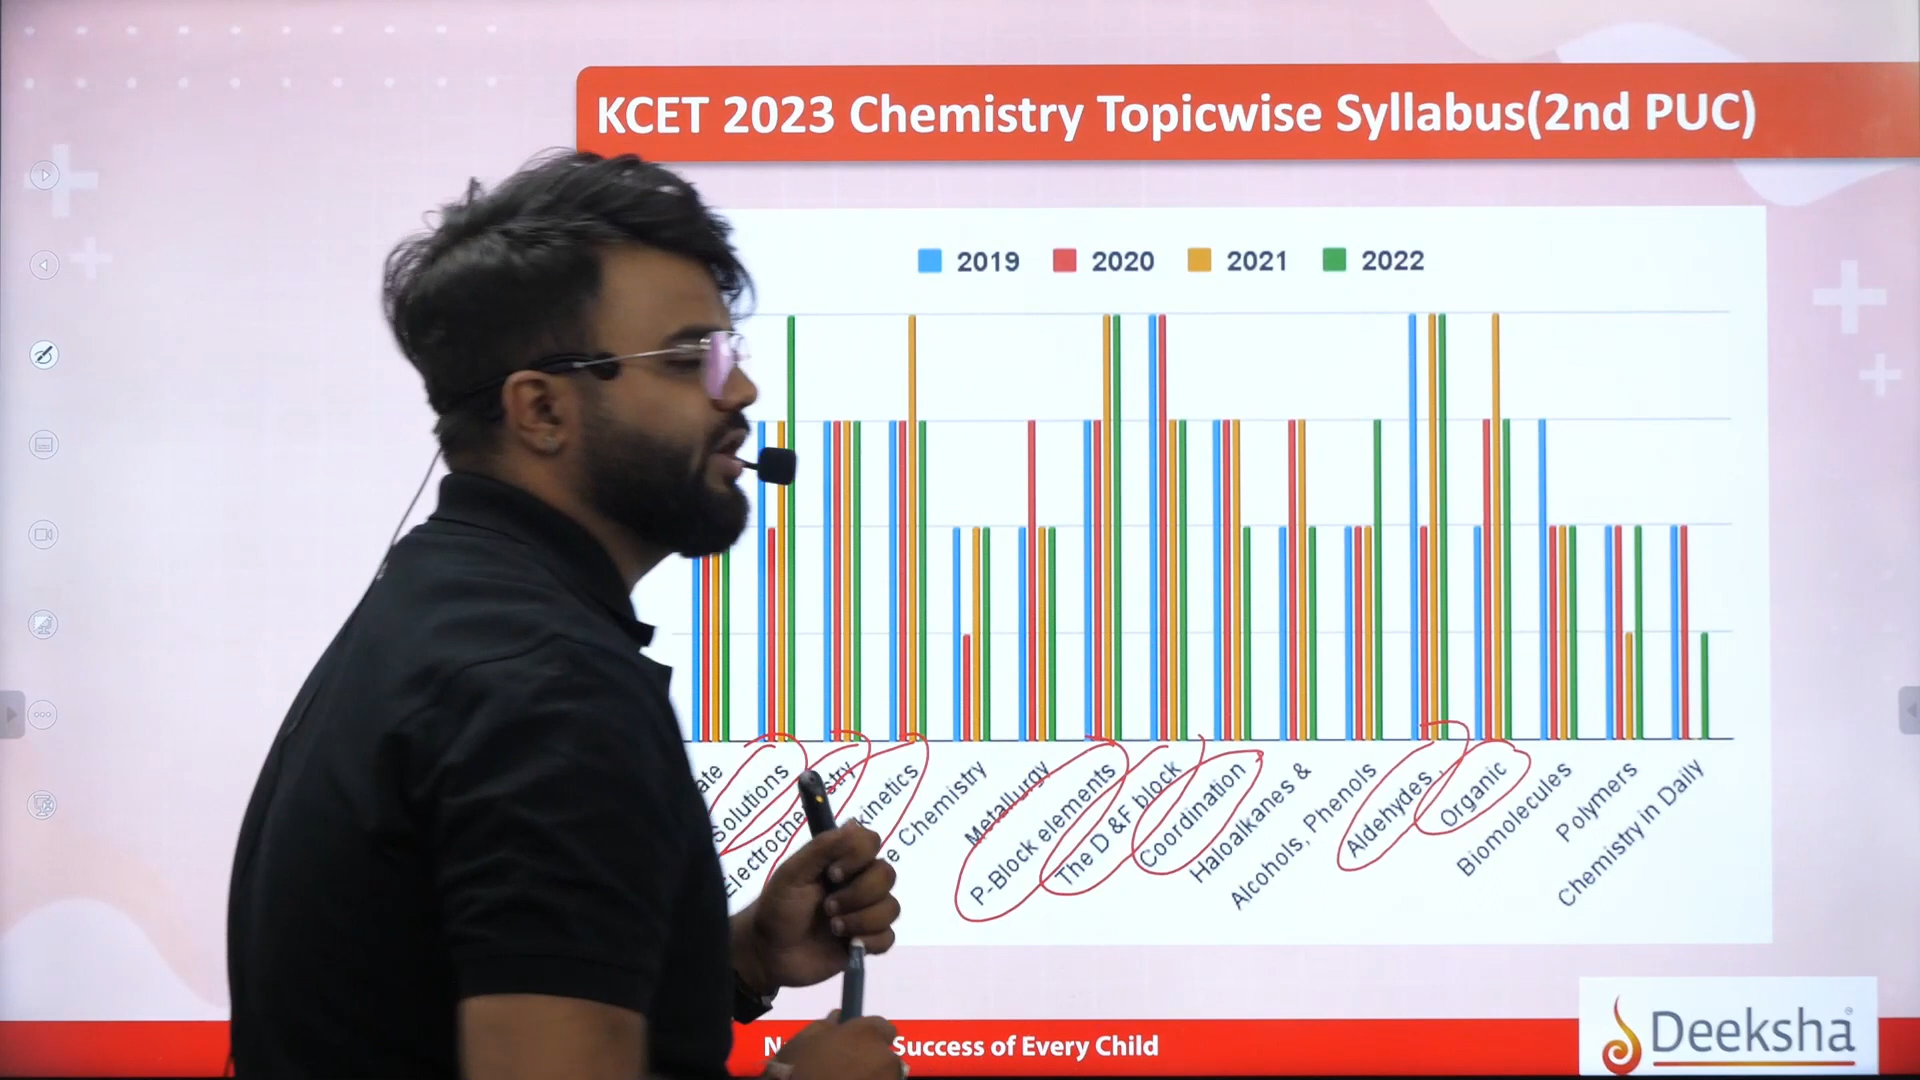 KCET 2023 Chemistry Topicwise Syllabus(2nd PUC)
2019 2020 2021 2022
Solutions
kinetics
Chemistry
Metallurgy
P-Block elements
The D &F block
Coordination
Haloalkanes &
Alcohols, Phenols
Aldehydes,
Organic
Biomolecules
Polymers
Chemistry in Daily
Success of Every Child
Deeksha